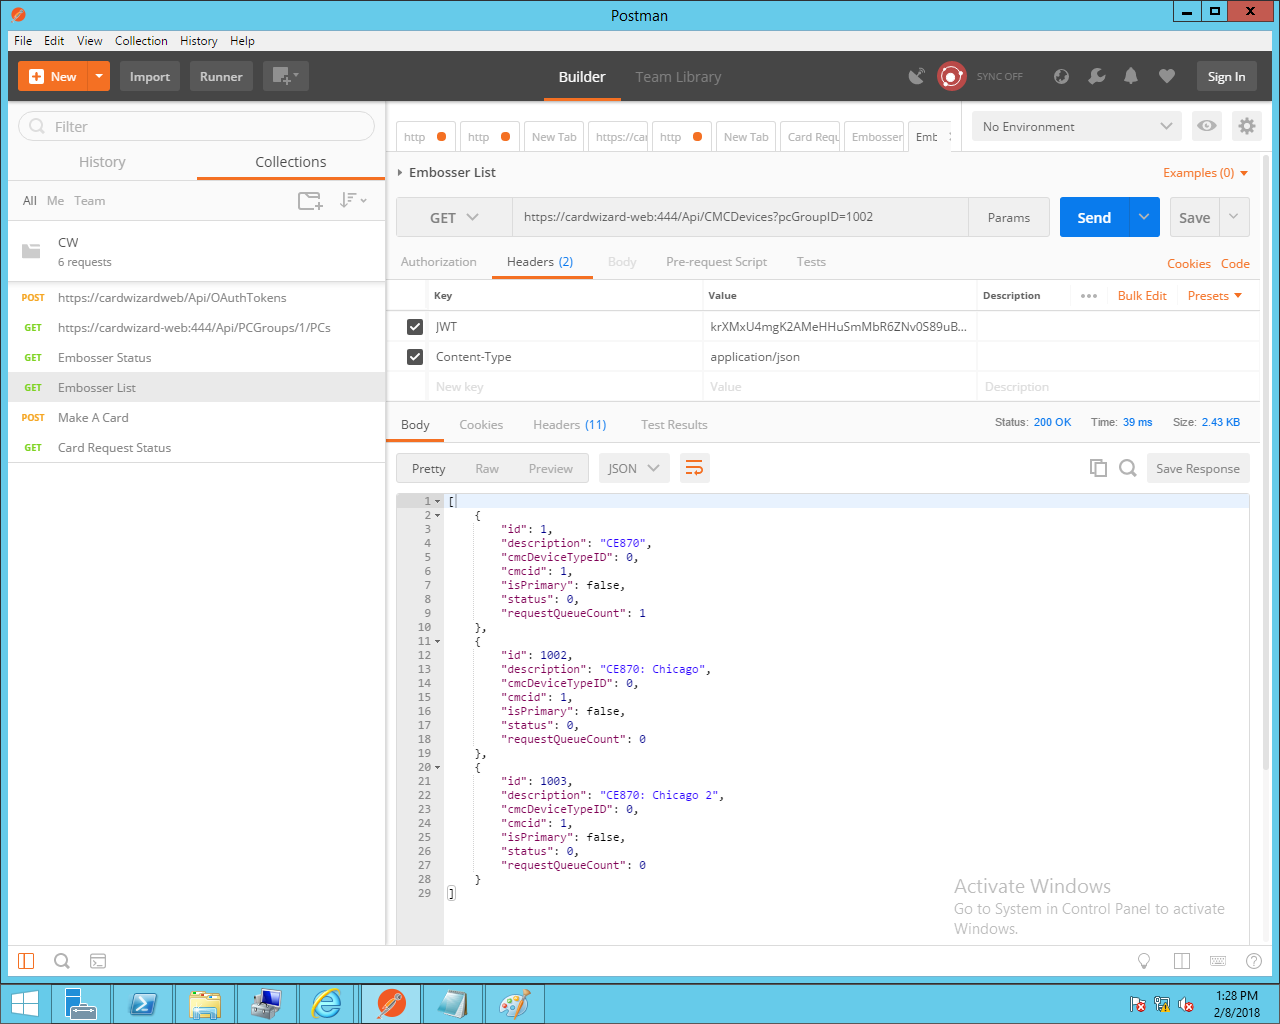 Postman
File Edit View Collection History Help
New Import Runner Builder Team Library SYNC OFF Sign In
Filter
History Collections
All Me Team
CW
6 requests
POST https://cardwizardweb/Api/OAuthTokens
GET https://cardwizard-web:444/Api/PCGroups/1/PCs
GET Embosser Status
GET Embosser List
POST Make A Card
GET Card Request Status
http http New Tab https://car http New Tab Card Requ Embosser Emb
No Environment
Embosser List
Examples (0)
GET https://cardwizard-web:444/Api/CMCDevices?pcGroupID=1002 Params Send Save
Authorization Headers (2) Body Pre-request Script Tests Cookies Code
Key Value Description ••• Bulk Edit Presets
JWT krXMxU4mgK2AMeHHuSmMbR6ZNv0S89uB...
Content-Type application/json
New key Value Description
Body Cookies Headers (11) Test Results Status: 200 OK Time: 39 ms Size: 2.43 KB
Pretty Raw Preview JSON Save Response
1 [
2 {
3 "id": 1,
4 "description": "CE870",
5 "cmcDeviceTypeID": 0,
6 "cmcid": 1,
7 "isPrimary": false,
8 "status": 0,
9 "requestQueueCount": 1
10 },
11 {
12 "id": 1002,
13 "description": "CE870: Chicago",
14 "cmcDeviceTypeID": 0,
15 "cmcid": 1,
16 "isPrimary": false,
17 "status": 0,
18 "requestQueueCount": 0
19 },
20 {
21 "id": 1003,
22 "description": "CE870: Chicago 2",
23 "cmcDeviceTypeID": 0,
24 "cmcid": 1,
25 "isPrimary": false,
26 "status": 0,
27 "requestQueueCount": 0
28 }
29 ]
Activate Windows
Go to System in Control Panel to activate
Windows.
1:28 PM
2/8/2018